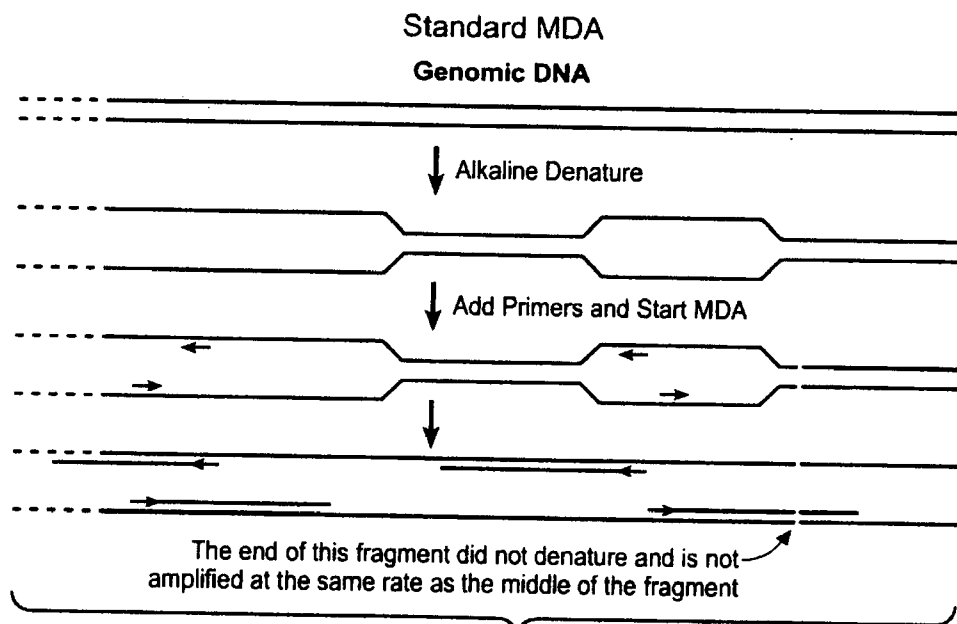 Standard MDA
Genomic DNA
Alkaline Denature
Add Primers and Start MDA
The end of this fragment did not denature and is not
amplified at the same rate as the middle of the fragment